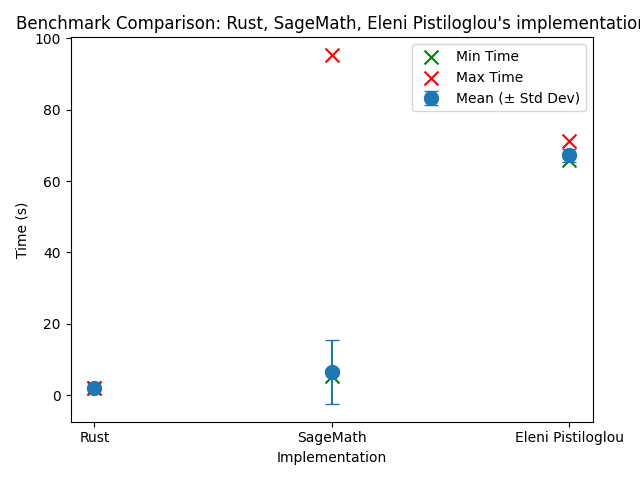 Benchmark Comparison: Rust, SageMath, Eleni Pistiloglou's implementation
Min Time
Max Time
Mean (± Std Dev)
100
80
60
40
20
0
Time (s)
Rust
SageMath
Eleni Pistiloglou
Implementation